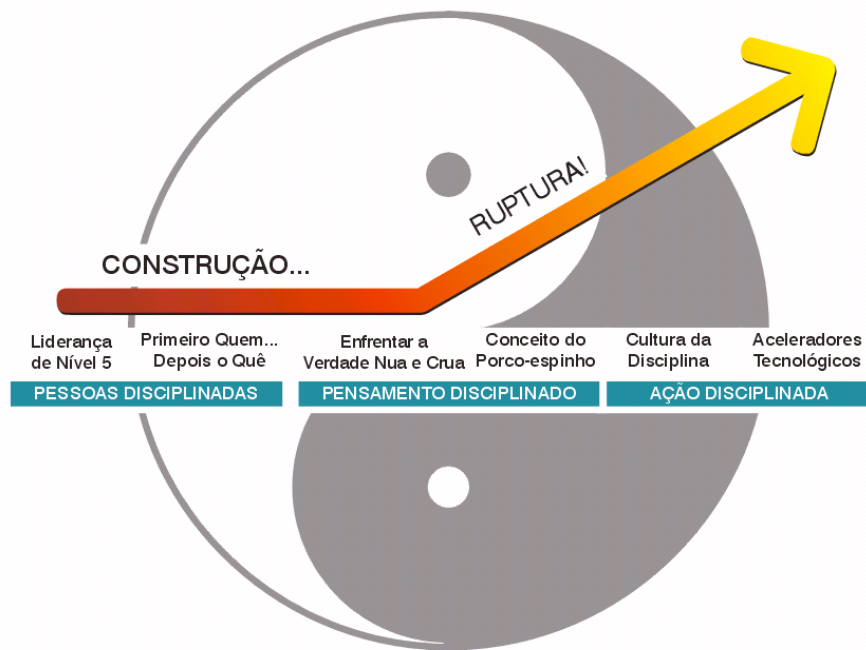 RUPTURA!
CONSTRUÇÃO...
Liderança
de Nível 5
Primeiro Quem...
Depois o Quê
Enfrentar a
Verdade Nua e Crua
Conceito do
Porco-espinho
Cultura da
Disciplina
Aceleradores
Tecnológicos
PESSOAS DISCIPLINADAS
PENSAMENTO DISCIPLINADO
AÇÃO DISCIPLINADA